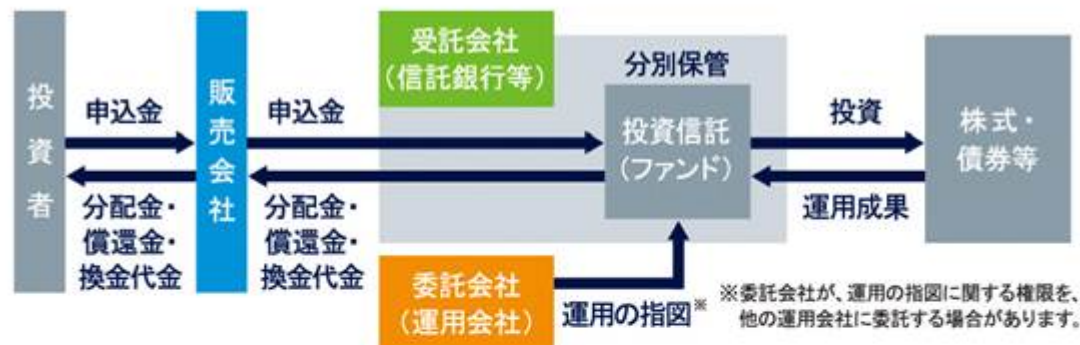 投資者
申込金
分配金・
償還金・
換金代金
販売会社
申込金
分配金・
償還金・
換金代金
受託会社
（信託銀行等）
分別保管
投資信託
（ファンド）
委託会社
（運用会社）
運用の指図※
投資
運用成果
株式・
債券等
※委託会社が、運用の指図に関する権限を、
他の運用会社に委託する場合があります。